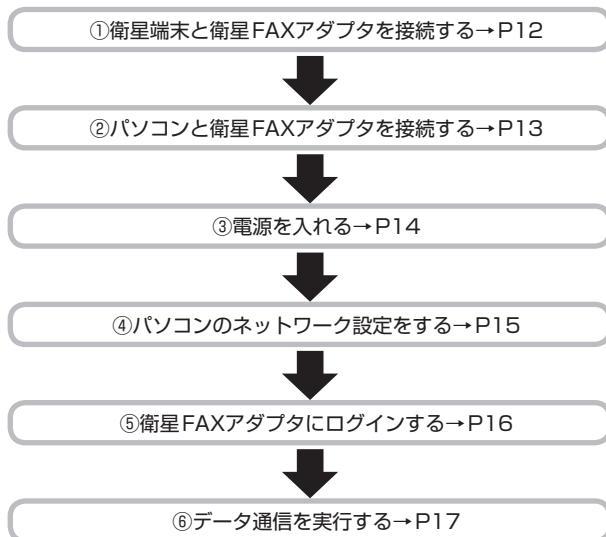 ①衛星端末と衛星FAXアダプタを接続する→P12
②パソコンと衛星FAXアダプタを接続する→P13
③電源を入れる→P14
④パソコンのネットワーク設定をする→P15
⑤衛星FAXアダプタにログインする→P16
⑥データ通信を実行する→P17